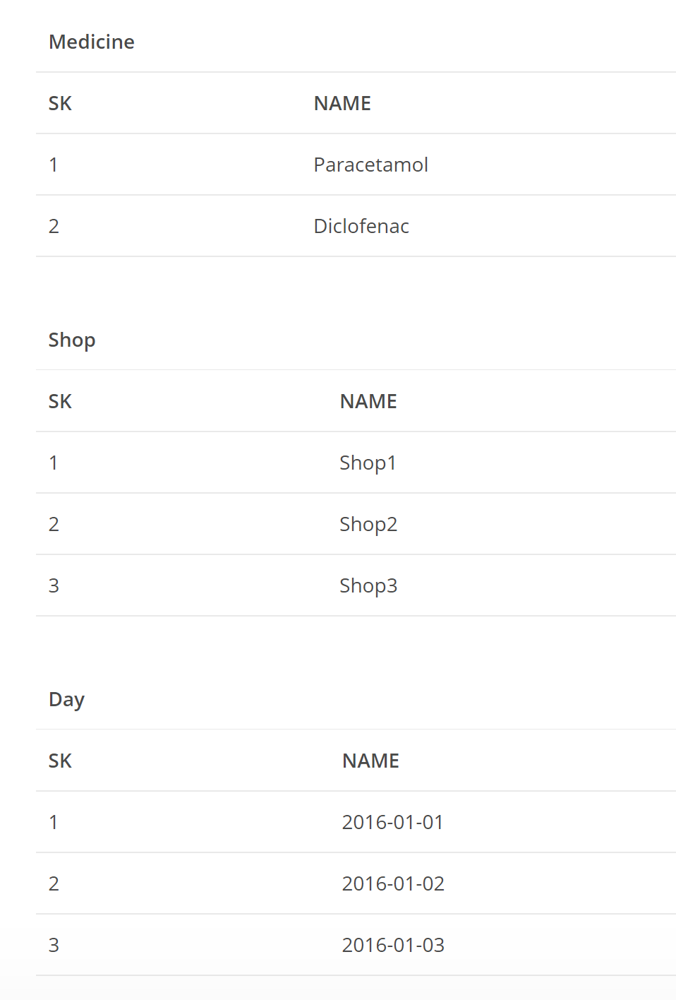 Medicine
SK NAME
1 Paracetamol
2 Diclofenac
Shop
SK NAME
1 Shop1
2 Shop2
3 Shop3
Day
SK NAME
1 2016-01-01
2 2016-01-02
3 2016-01-03